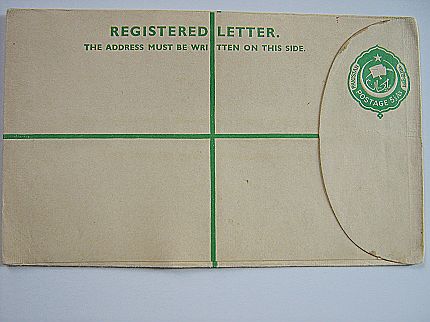 REGISTERED LETTER.
THE ADDRESS MUST BE WRITTEN ON THIS SIDE.
POSTAGE